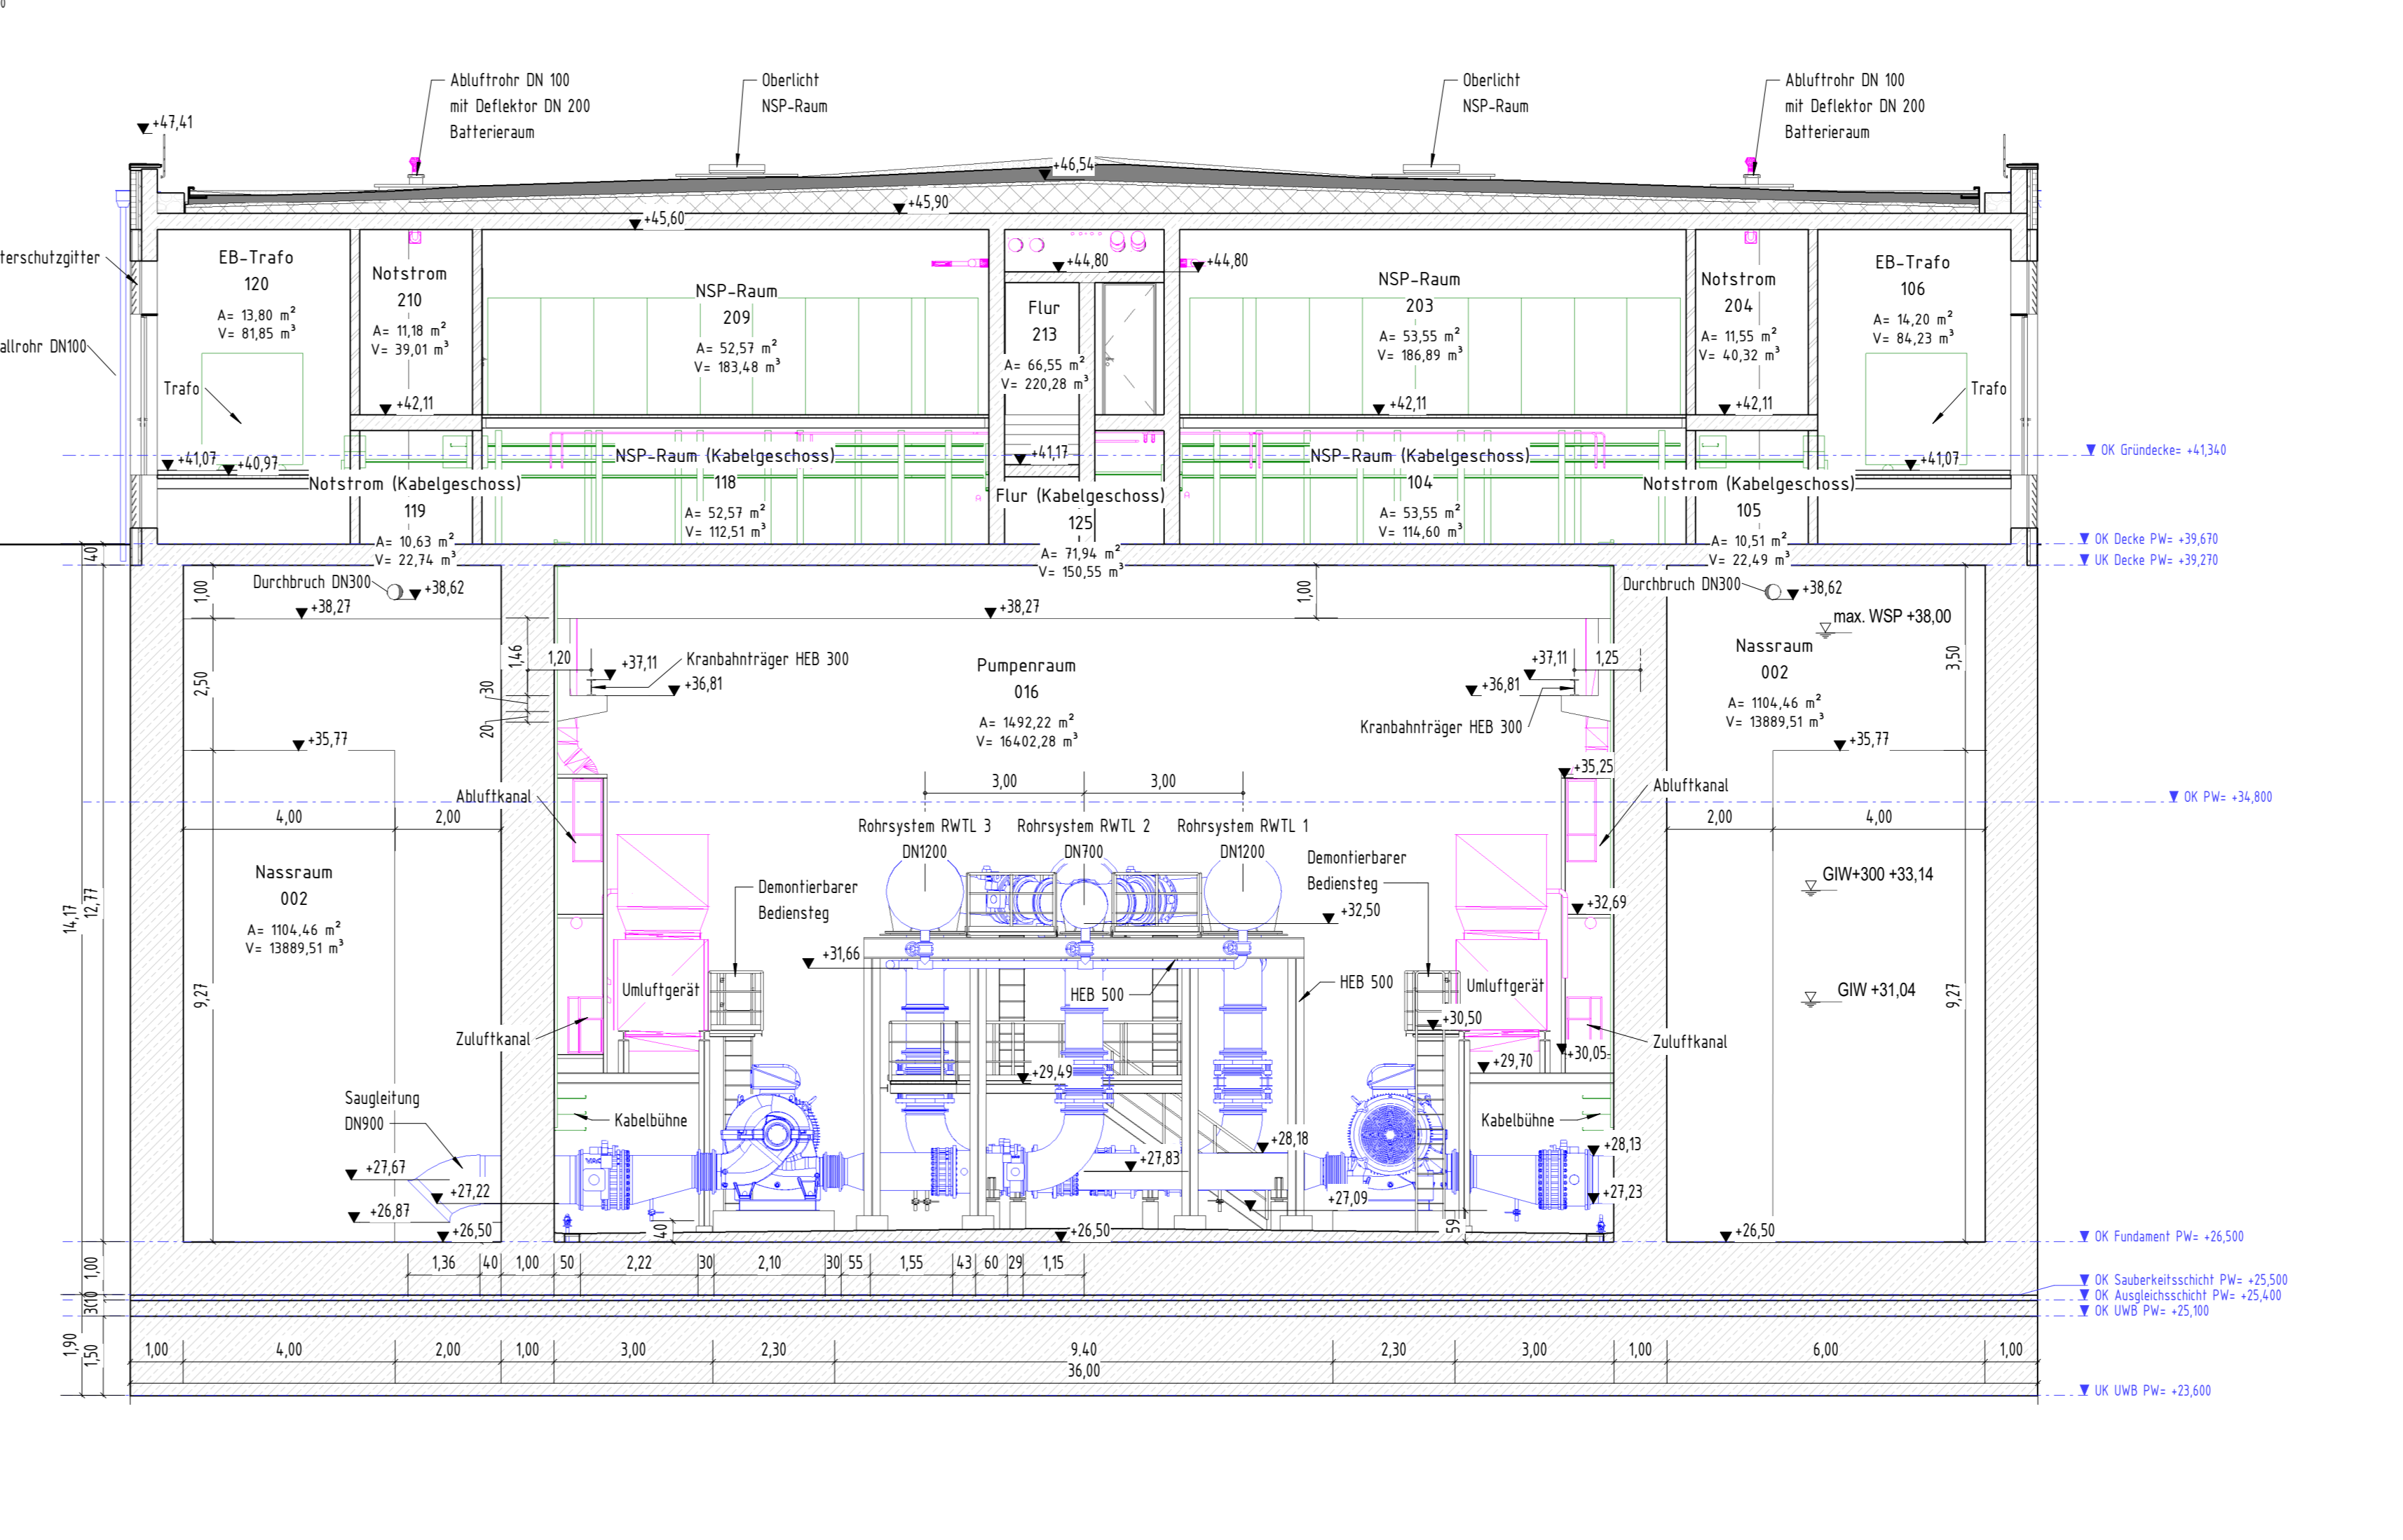 0
Abluftrohr DN 100
mit Deflektor DN 200
Batterieraum
Oberlicht
NSP-Raum
Oberlicht
NSP-Raum
Abluftrohr DN 100
mit Deflektor DN 200
Batterieraum
+47,41
+46,54
+45,90
+45,60
terschutzgitter
allrohr DN100
EB-Trafo
120
A= 13,80 m²
V= 81,85 m³
Trafo
Notstrom
210
A= 11,18 m²
V= 39,01 m³
NSP-Raum
209
A= 52,57 m²
V= 183,48 m³
+44,80
+44,80
Flur
213
A= 66,55 m²
V= 220,28 m³
NSP-Raum
203
A= 53,55 m²
V= 186,89 m³
Notstrom
204
A= 11,55 m²
V= 40,32 m³
EB-Trafo
106
A= 14,20 m²
V= 84,23 m³
Trafo
+42,11
+42,11
+42,11
+41,07
+40,97
+41,17
+41,07
OK Gründecke= +41,340
Notstrom (Kabelgeschoss)
119
A= 10,63 m²
V= 22,74 m³
NSP-Raum (Kabelgeschoss)
118
A= 52,57 m²
V= 112,51 m³
Flur (Kabelgeschoss)
125
A= 71,94 m²
V= 150,55 m³
NSP-Raum (Kabelgeschoss)
104
A= 53,55 m²
V= 114,60 m³
Notstrom (Kabelgeschoss)
105
A= 10,51 m²
V= 22,49 m³
OK Decke PW= +39,670
UK Decke PW= +39,270
40
1,00
Durchbruch DN300
+38,62
+38,27
+38,27
1,00
Durchbruch DN300
+38,62
max. WSP +38,00
2,50
1,46
1,20
+37,11
Kranbahnträger HEB 300
+36,81
30
20
Pumpenraum
016
A= 1492,22 m²
V= 16402,28 m³
+37,11
1,25
+36,81
Kranbahnträger HEB 300
Nassraum
002
A= 1104,46 m²
V= 13889,51 m³
3,50
+35,77
+35,77
+35,25
Abluftkanal
Abluftkanal
OK PW= +34,800
4,00
2,00
3,00
3,00
2,00
4,00
Rohrsystem RWTL 3
DN1200
Rohrsystem RWTL 2
DN700
Rohrsystem RWTL 1
DN1200
Demontierbarer
Bediensteg
Demontierbarer
Bediensteg
+32,50
+32,69
GIW+300 +33,14
Nassraum
002
A= 1104,46 m²
V= 13889,51 m³
14,17
12,77
9,27
9,27
+31,66
Umluftgerät
HEB 500
HEB 500
Umluftgerät
GIW +31,04
+30,50
Zuluftkanal
Zuluftkanal
+30,05
+29,70
+29,49
Saugleitung
DN900
Kabelbühne
Kabelbühne
+28,18
+28,13
+27,83
+27,67
+27,22
+27,23
+27,09
+26,87
+26,50
40
+26,50
59
+26,50
OK Fundament PW= +26,500
1,00
1,36
40
1,00
50
2,22
30
2,10
30
55
1,55
43
60
29
1,15
OK Sauberkeitsschicht PW= +25,500
OK Ausgleichsschicht PW= +25,400
OK UWB PW= +25,100
10
30
1,90
1,50
1,00
4,00
2,00
1,00
3,00
2,30
9,40
2,30
3,00
1,00
6,00
1,00
36,00
UK UWB PW= +23,600